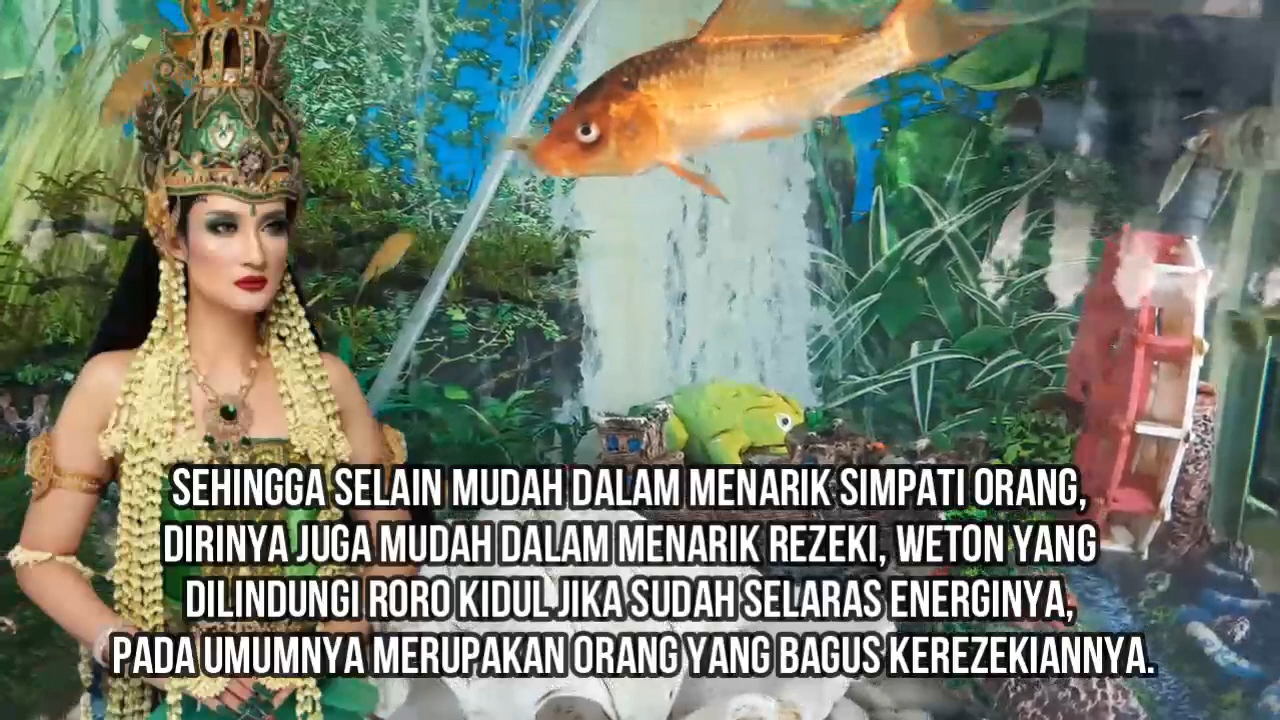 SEHINGGA SELAIN MUDAH DALAM MENARIK SIMPATI ORANG,
DIRINYA JUGA MUDAH DALAM MENARIK REZEKI, WETON YANG
DILINDUNGI RORO KIDUL JIKA SUDAH SELARAS ENERGINYA,
PADA UMUMNYA MERUPAKAN ORANG YANG BAGUS KEREZEKIANNYA.